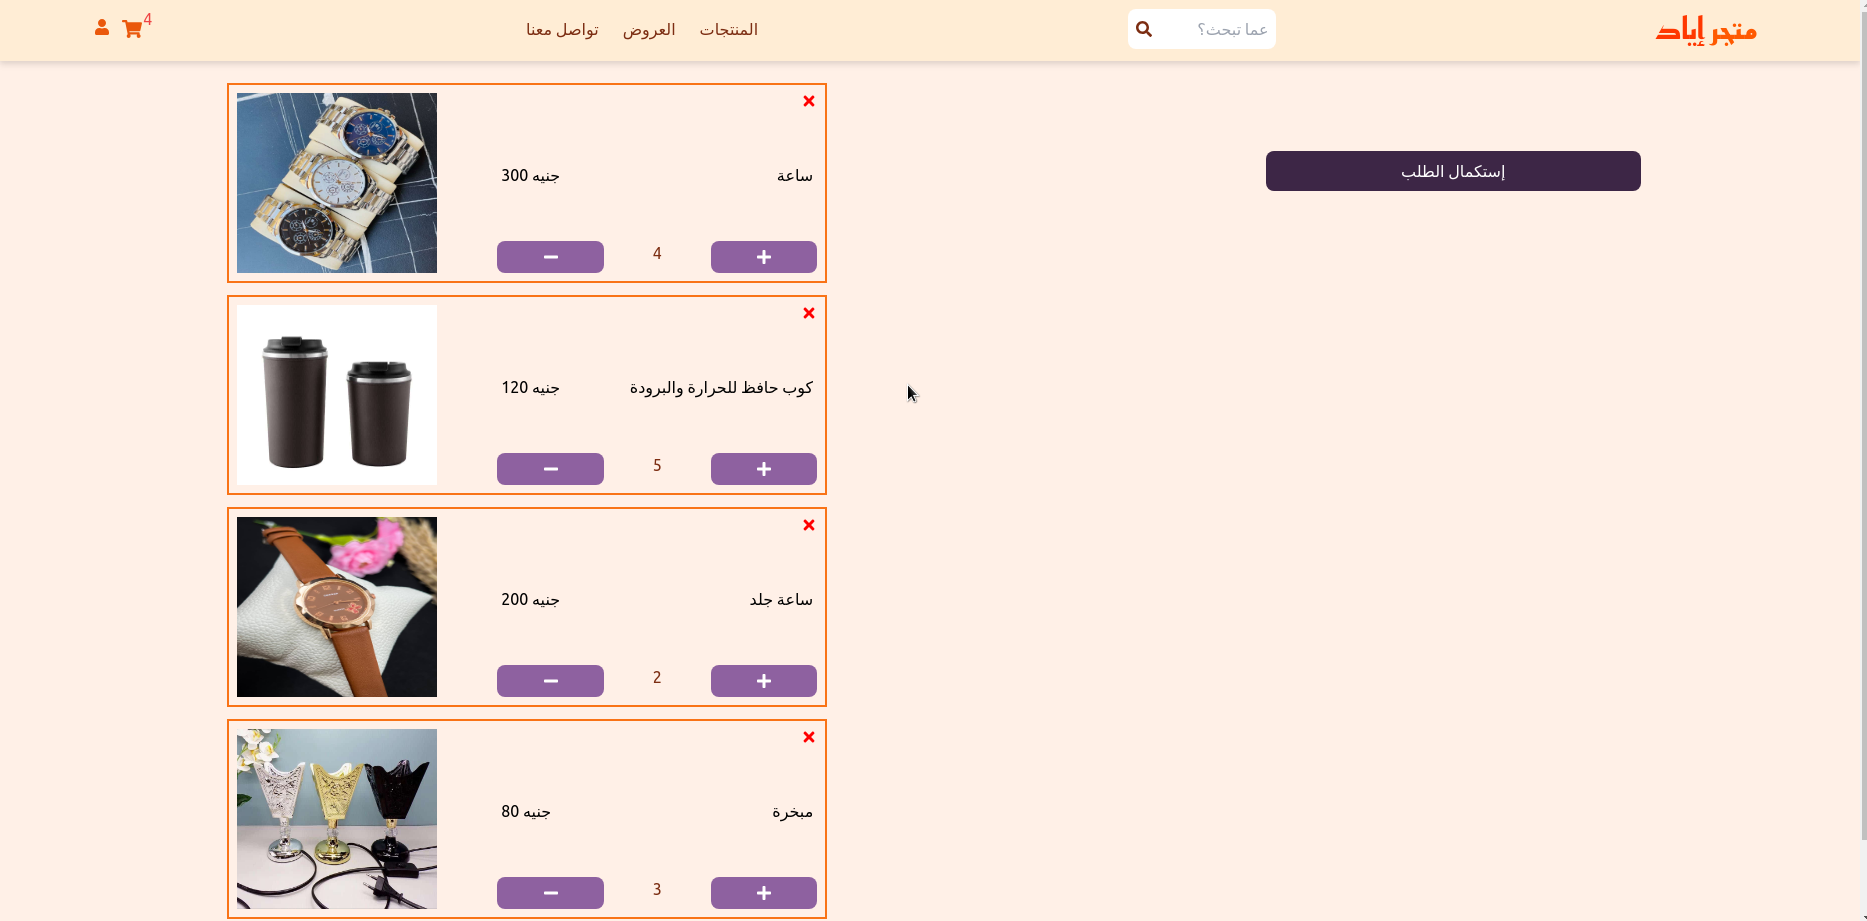 متجر إياد
عما تبحث؟
المنتجات
العروض
تواصل معنا
4
إستكمال الطلب
ساعة
300 جنيه
4
كوب حافظ للحرارة والبرودة
120 جنيه
5
ساعة جلد
200 جنيه
2
مبخرة
80 جنيه
3